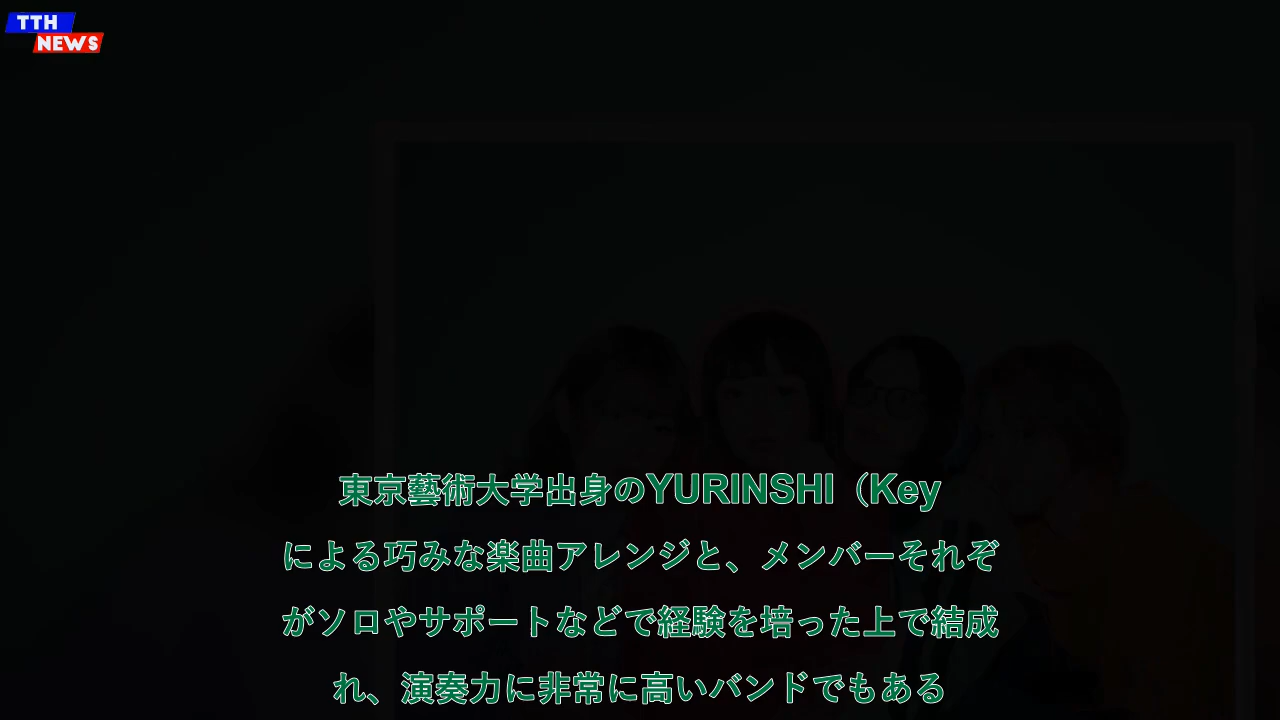 TTH
NEWS
東京藝術大学出身のYURINSHI（Key
による巧みな楽曲アレンジと、メンバーそれぞ
がソロやサポートなどで経験を培った上で結成
れ、演奏力に非常に高いバンドでもある